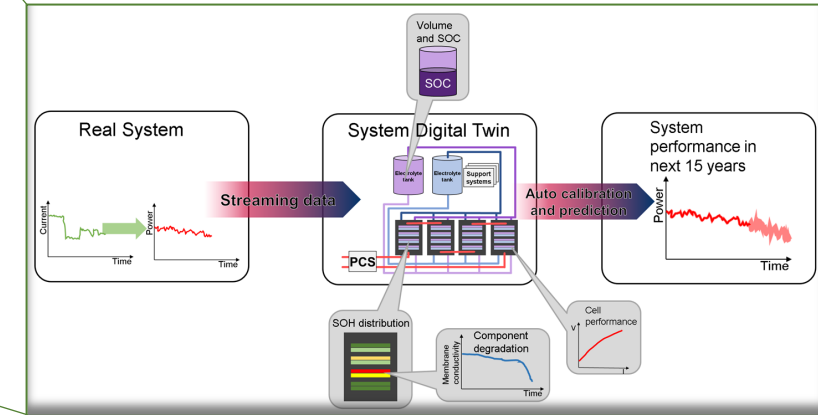 Volume
and SOC
SOC
Real System
Current
Time
Power
Time
Streaming data
System Digital Twin
Electrolyte
tank
Electrolyte
tank
Support
systems
PCS
Auto calibration
and prediction
System
performance in
next 15 years
Power
Time
SOH distribution
Component
degradation
Membrane
conductivity
Time
Cell
performance
V
I